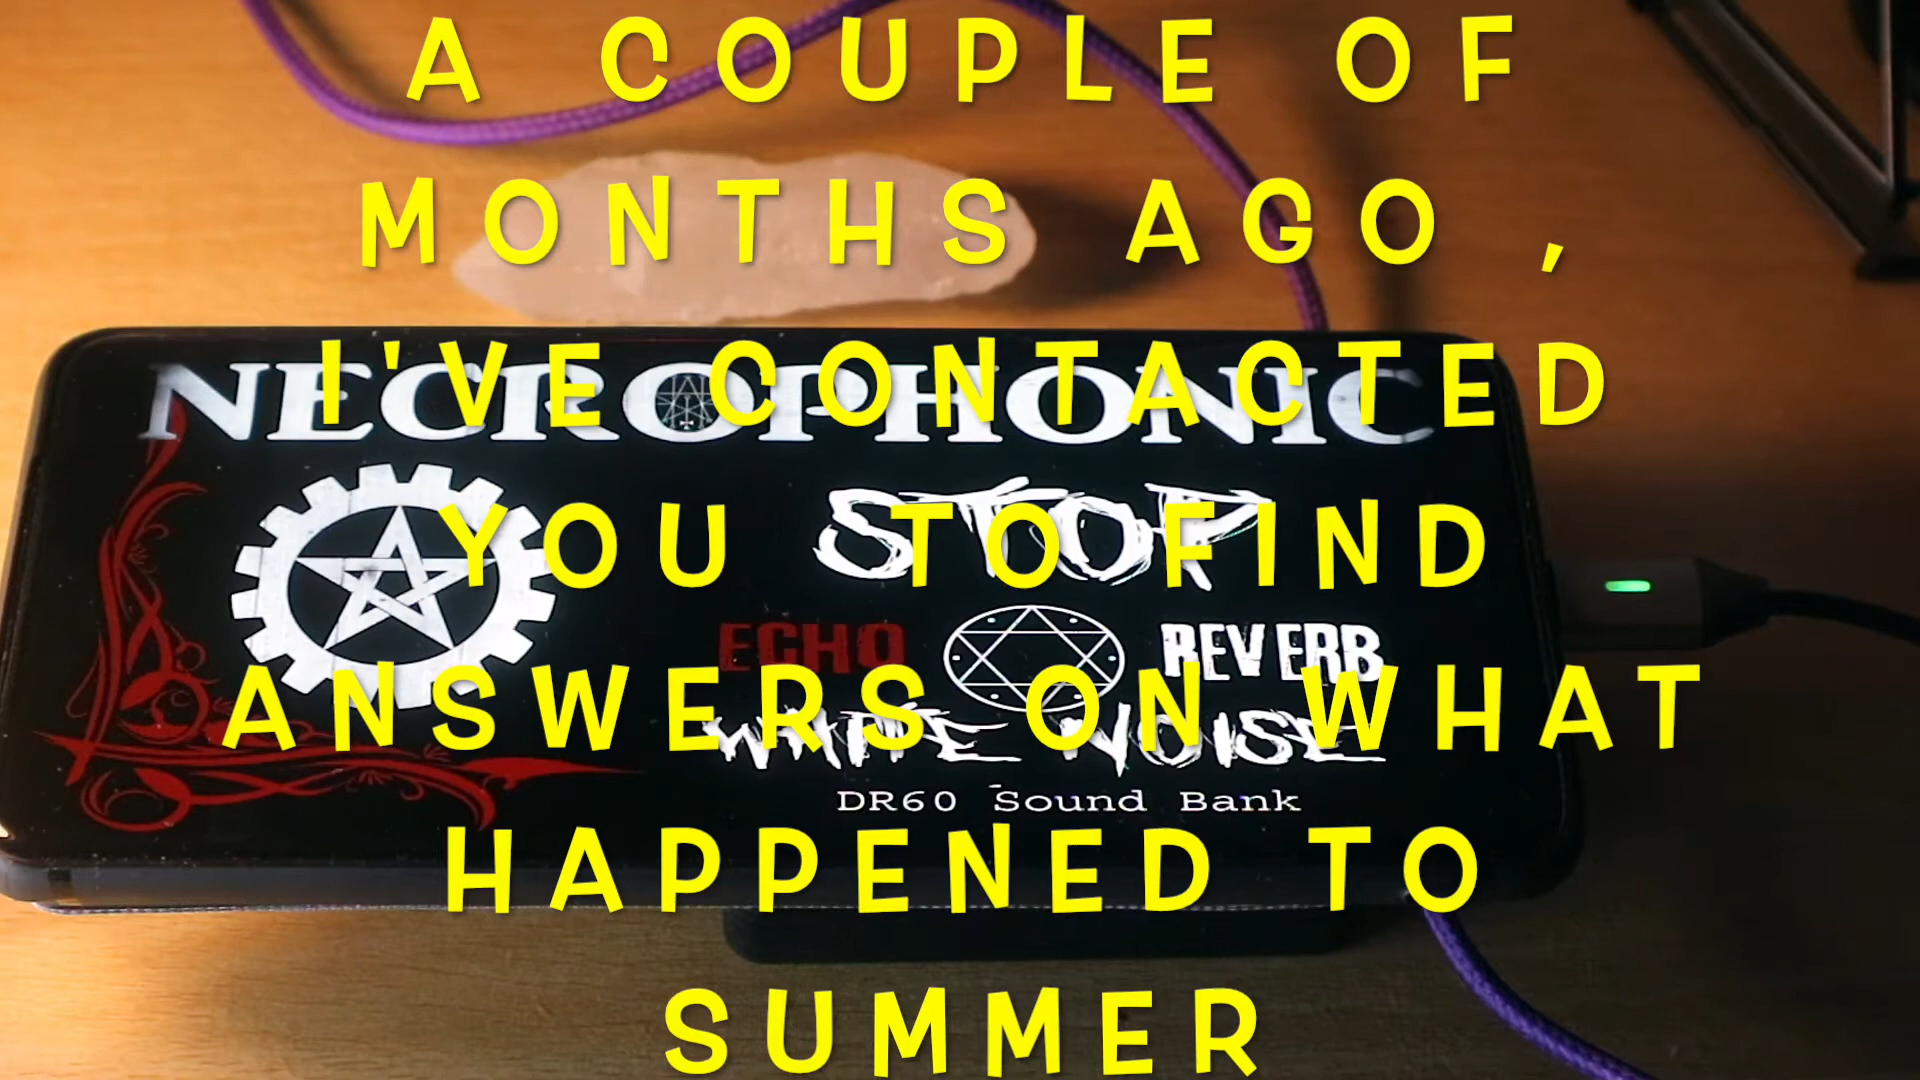 A COUPLE OF
MONTHS AGO ,
I'VE CONTACTED
YOU TO FIND
ANSWERS ON WHAT
HAPPENED TO
SUMMER
NECROPHONIC
STOP
ECHO
REVERB
WHITE NOISE
DR60 Sound Bank